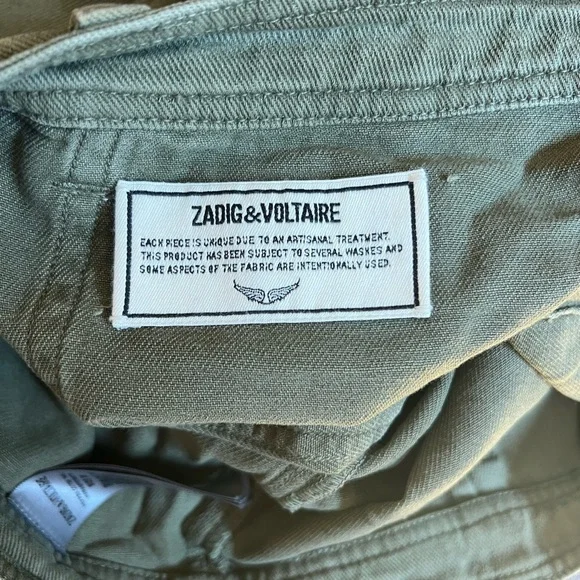 ZADIG&VOLTAIRE
EACH PIECE IS UNIQUE DUE TO AN ARTISANAL TREATMENT.
THIS PRODUCT HAS BEEN SUBJECT TO SEVERAL WASHES AND
SOME ASPECTS OF THE FABRIC ARE INTENTIONALLY USED.